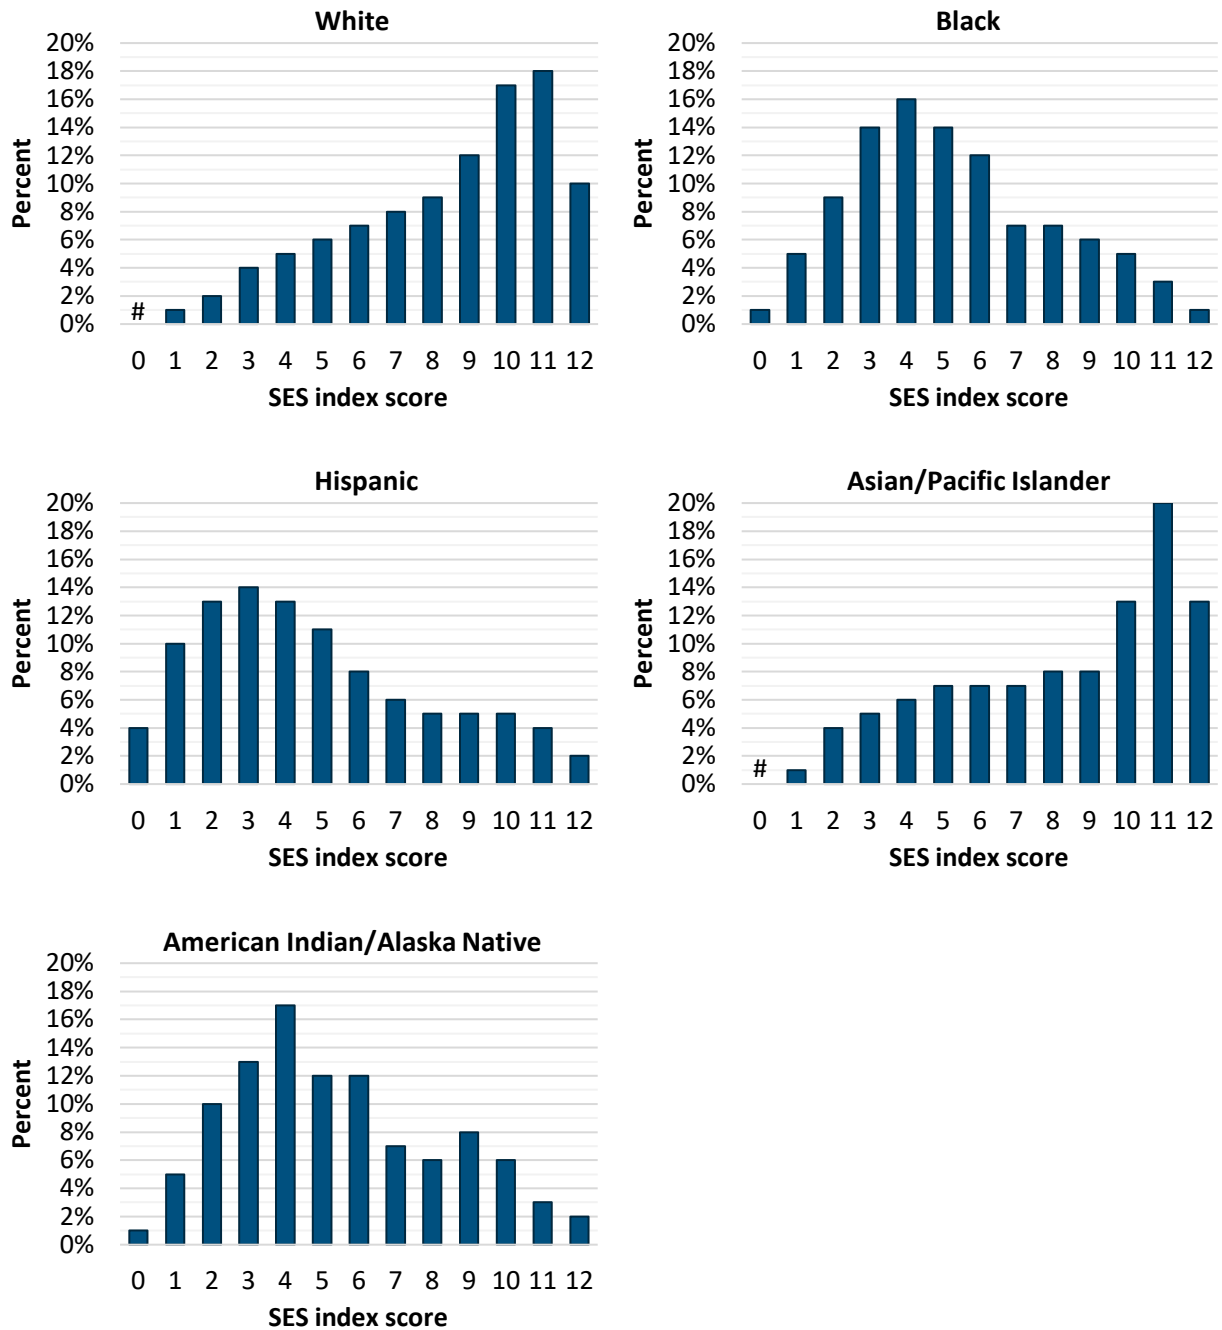 White
20%
18%
16%
14%
12%
10%
8%
6%
4%
2%
0%
Percent
#
0 1 2 3 4 5 6 7 8 9 10 11 12
SES index score
Black
20%
18%
16%
14%
12%
10%
8%
6%
4%
2%
0%
Percent
0 1 2 3 4 5 6 7 8 9 10 11 12
SES index score
Hispanic
20%
18%
16%
14%
12%
10%
8%
6%
4%
2%
0%
Percent
0 1 2 3 4 5 6 7 8 9 10 11 12
SES index score
Asian/Pacific Islander
20%
18%
16%
14%
12%
10%
8%
6%
4%
2%
0%
Percent
#
0 1 2 3 4 5 6 7 8 9 10 11 12
SES index score
American Indian/Alaska Native
20%
18%
16%
14%
12%
10%
8%
6%
4%
2%
0%
Percent
0 1 2 3 4 5 6 7 8 9 10 11 12
SES index score